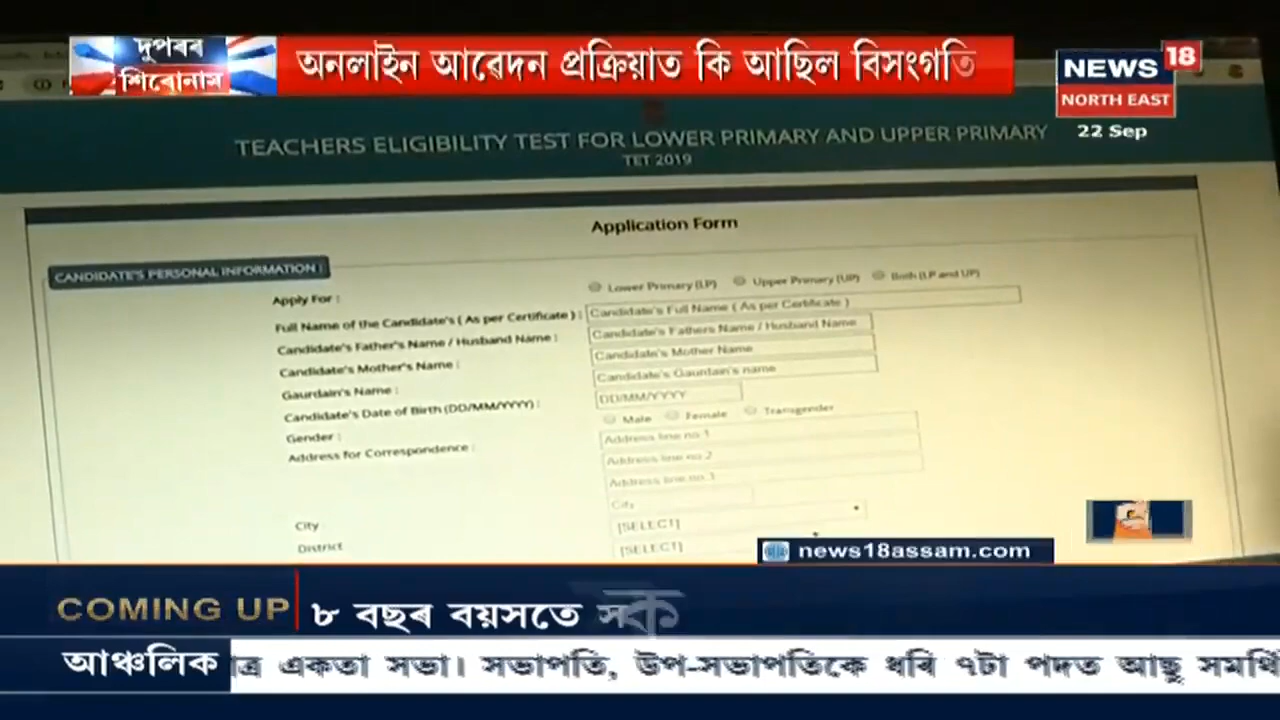 দুপৰৰ
শিৰোনাম
অনলাইন আৱেদন প্ৰক্ৰিয়াত কি আছিল বিসংগতি
NEWS 18
NORTH EAST
22 Sep
TEACHERS ELIGIBILITY TEST FOR LOWER PRIMARY AND UPPER PRIMARY
TET 2019
Application Form
CANDIDATE'S PERSONAL INFORMATION :
Apply For : Lower Primary (LP) Upper Primary (UP) Both (LP and UP)
Full Name of the Candidate's ( As per Certificate ) : Candidate's Full Name ( As per Certificate )
Candidate's Father's Name / Husband Name : Candidate's Fathers Name / Husband Name
Candidate's Mother's Name : Candidate's Mother Name
Gaurdain's Name : Candidate's Gaurdain's name
Candidate's Date of Birth (DD/MM/YYYY) : DD/MM/YYYY
Gender : Male Female Transgender
Address for Correspondence : Address line no.1
Address line no.2
Address line no.3
City
City [SELECT]
District [SELECT]
news18assam.com
COMING UP ৮ বছৰ বয়সতে
আঞ্চলিক একতা সভা। সভাপতি, উপ-সভাপতিকে ধৰি ৭টা পদত আছু সমৰ্থি